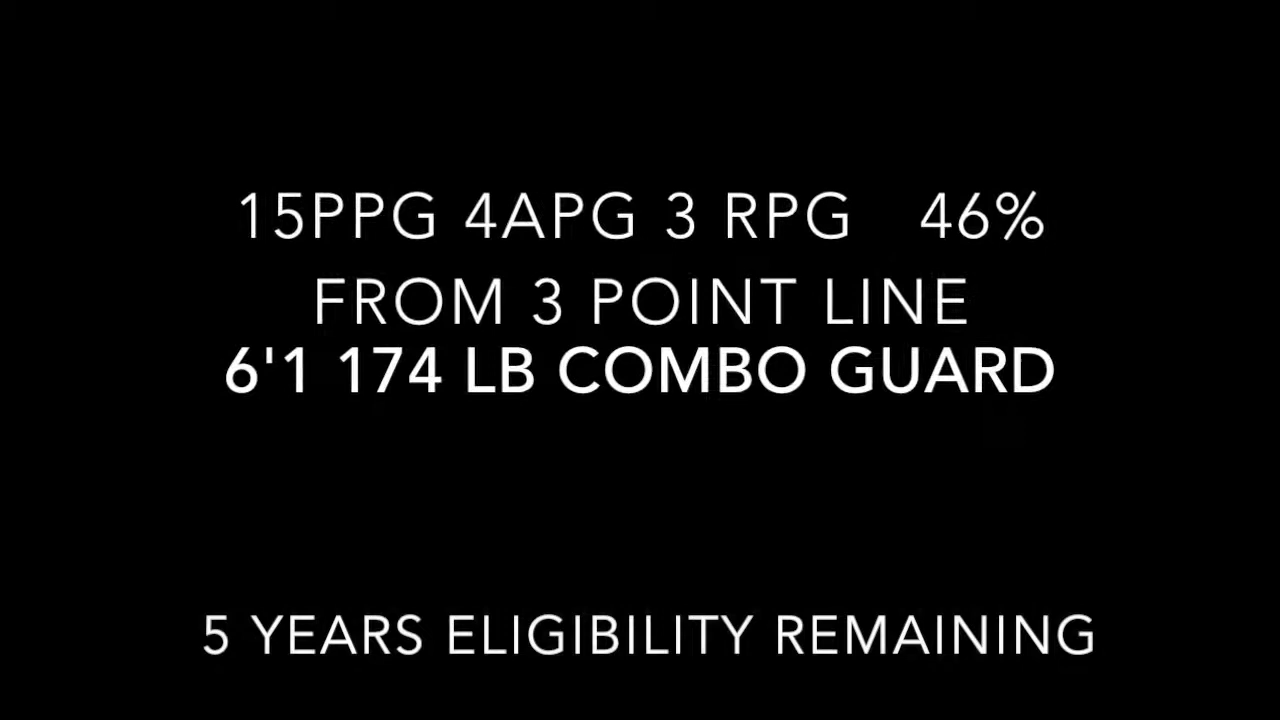 15PPG 4APG 3 RPG 46%
FROM 3 POINT LINE
6'1 174 LB COMBO GUARD
5 YEARS ELIGIBILITY REMAINING